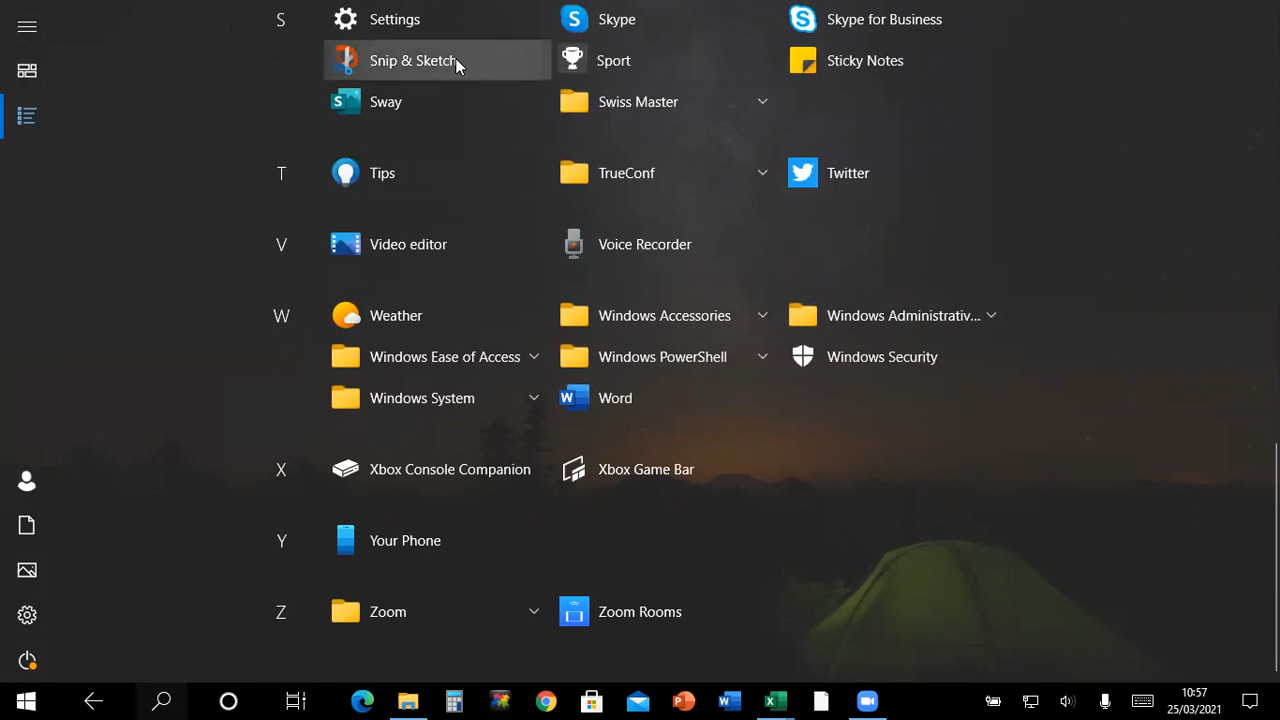 S Settings Skype Skype for Business
Snip & Sketch Sport Sticky Notes
Sway Swiss Master
T Tips TrueConf Twitter
V Video editor Voice Recorder
W Weather Windows Accessories Windows Administrativ...
Windows Ease of Access Windows PowerShell Windows Security
Windows System Word
X Xbox Console Companion Xbox Game Bar
Y Your Phone
Z Zoom Zoom Rooms
10:57
25/03/2021